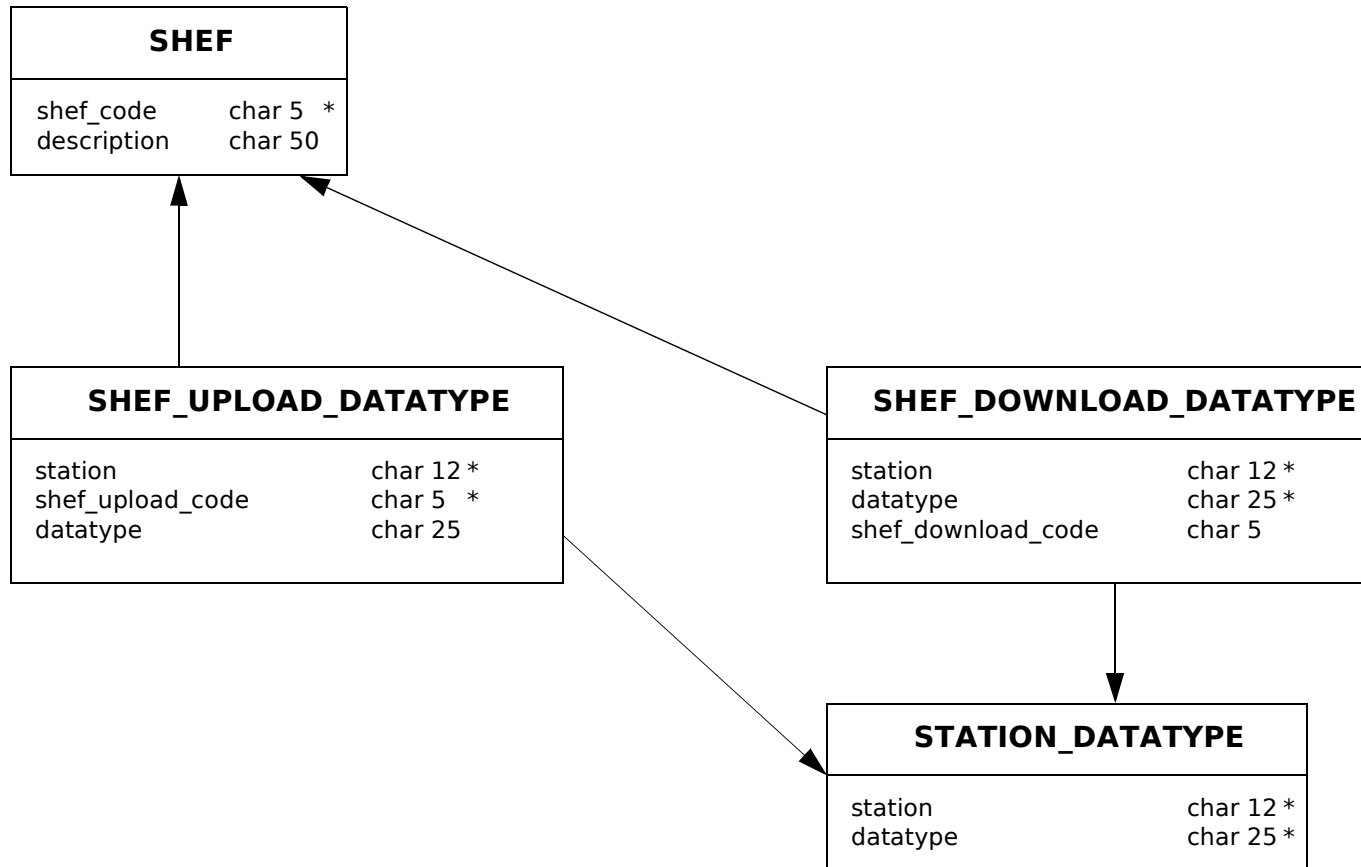 SHEF
shef_code char 5 *
description char 50
SHEF_UPLOAD_DATATYPE
station char 12 *
shef_upload_code char 5 *
datatype char 25
SHEF_DOWNLOAD_DATATYPE
station char 12 *
datatype char 25 *
shef_download_code char 5
STATION_DATATYPE
station char 12 *
datatype char 25 *